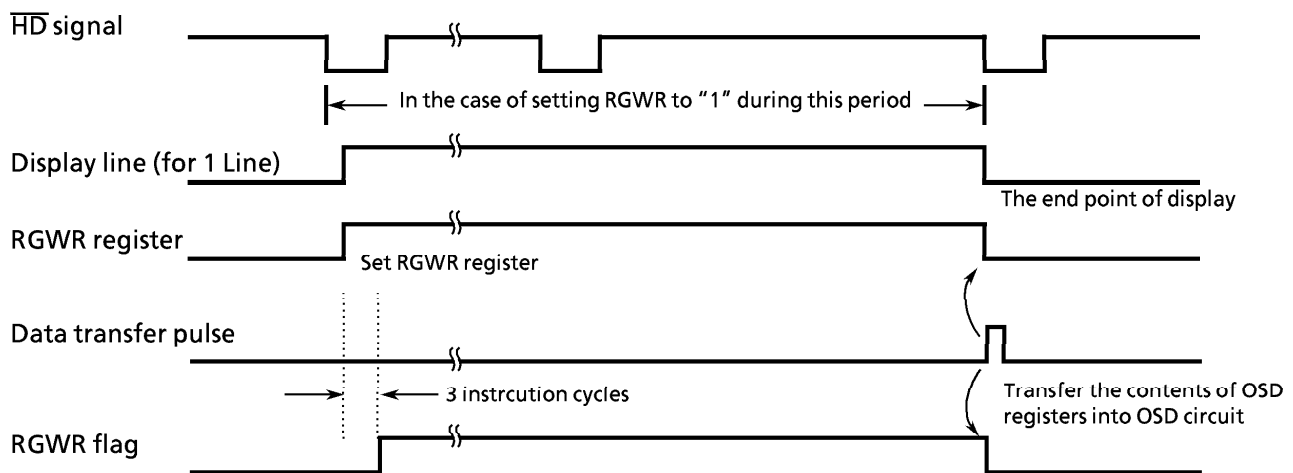 HD signal
In the case of setting RGWR to “1” during this period
Display line (for 1 Line)
The end point of display
RGWR register
Set RGWR register
Data transfer pulse
3 instrcution cycles
Transfer the contents of OSD
registers into OSD circuit
RGWR flag